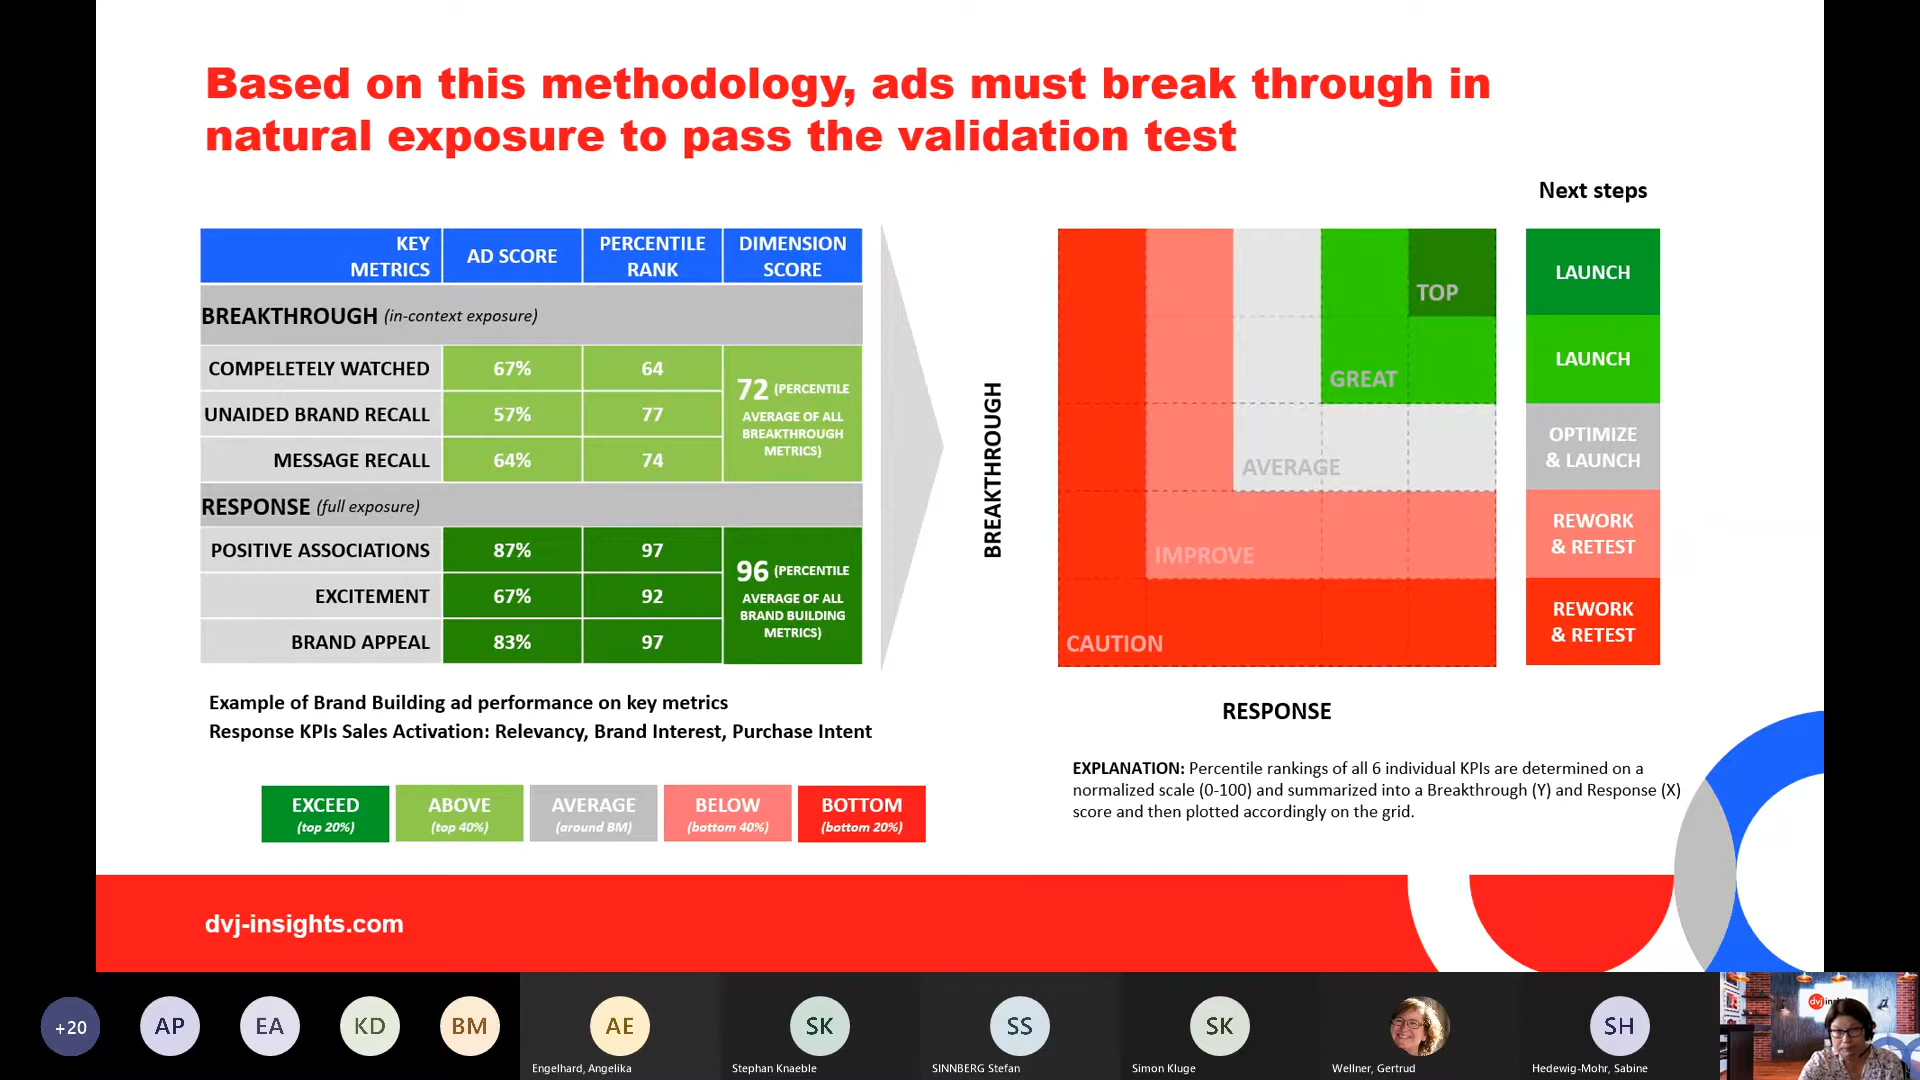 Based on this methodology, ads must break through in
natural exposure to pass the validation test
Next steps
KEY
METRICS
AD SCORE
PERCENTILE
RANK
DIMENSION
SCORE
BREAKTHROUGH (in-context exposure)
COMPELETELY WATCHED
67%
64
UNAIDED BRAND RECALL
57%
77
MESSAGE RECALL
64%
74
72 (PERCENTILE
AVERAGE OF ALL
BREAKTHROUGH
METRICS)
RESPONSE (full exposure)
POSITIVE ASSOCIATIONS
87%
97
EXCITEMENT
67%
92
BRAND APPEAL
83%
97
96 (PERCENTILE
AVERAGE OF ALL
BRAND BUILDING
METRICS)
Example of Brand Building ad performance on key metrics
Response KPIs Sales Activation: Relevancy, Brand Interest, Purchase Intent
EXCEED
(top 20%)
ABOVE
(top 40%)
AVERAGE
(around BM)
BELOW
(bottom 40%)
BOTTOM
(bottom 20%)
BREAKTHROUGH
TOP
GREAT
AVERAGE
IMPROVE
CAUTION
RESPONSE
LAUNCH
LAUNCH
OPTIMIZE
& LAUNCH
REWORK
& RETEST
REWORK
& RETEST
EXPLANATION: Percentile rankings of all 6 individual KPIs are determined on a
normalized scale (0-100) and summarized into a Breakthrough (Y) and Response (X)
score and then plotted accordingly on the grid.
dvj-insights.com
+20
AP
EA
KD
BM
AE
Engelhard, Angelika
SK
Stephan Knaeble
SS
SINNBERG Stefan
SK
Simon Kluge
Wellner, Gertrud
SH
Hedewig-Mohr, Sabine